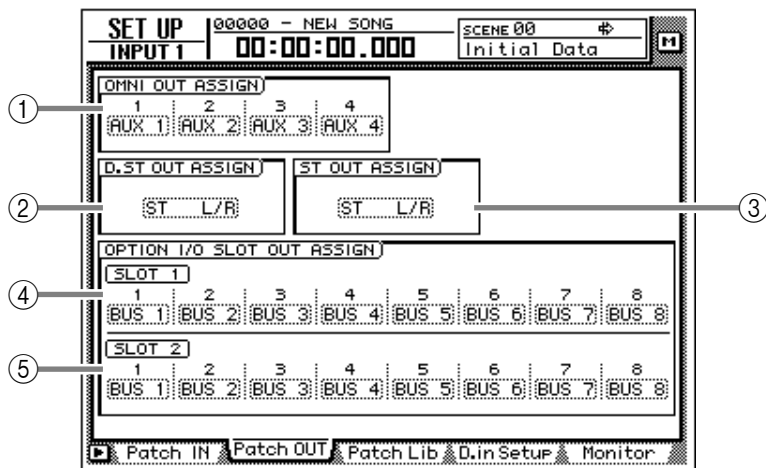 SET UP
INPUT 1
00000 - NEW SONG
00:00:00.000
SCENE 00
Initial Data
M
OMNI OUT ASSIGN
1 2 3 4
AUX 1 AUX 2 AUX 3 AUX 4
①
D.ST OUT ASSIGN
ST OUT ASSIGN
ST L/R
ST L/R
②
③
OPTION I/O SLOT OUT ASSIGN
SLOT 1
1 2 3 4 5 6 7 8
BUS 1 BUS 2 BUS 3 BUS 4 BUS 5 BUS 6 BUS 7 BUS 8
④
SLOT 2
1 2 3 4 5 6 7 8
BUS 1 BUS 2 BUS 3 BUS 4 BUS 5 BUS 6 BUS 7 BUS 8
⑤
Patch IN Patch OUT Patch Lib D.in Setup Monitor